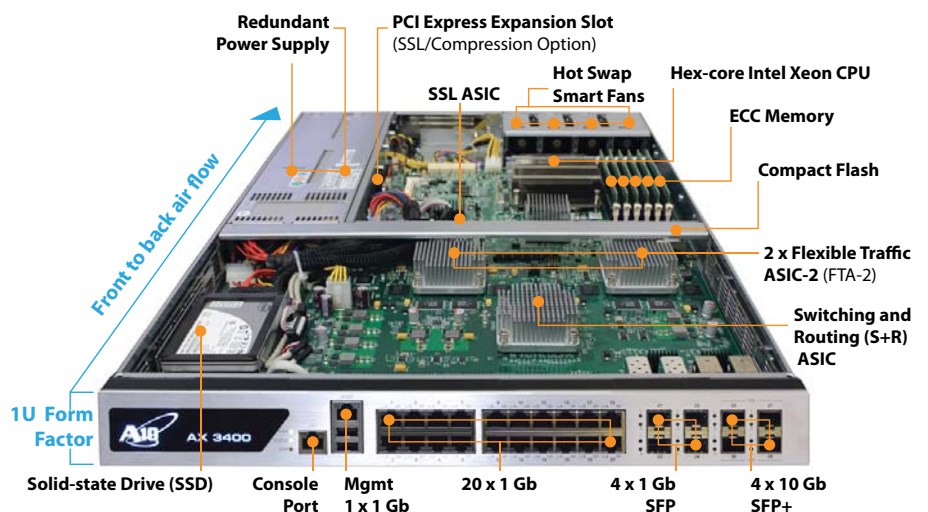 Redundant
Power Supply
PCI Express Expansion Slot
(SSL/Compression Option)
SSL ASIC
Hot Swap
Smart Fans
Hex-core Intel Xeon CPU
ECC Memory
Compact Flash
Front to back air flow
2 x Flexible Traffic
ASIC-2 (FTA-2)
Switching and
Routing (S+R)
ASIC
1U Form
Factor
A10
AX 3400
Solid-state Drive (SSD)
Console
Port
Mgmt
1 x 1 Gb
20 x 1 Gb
4 x 1 Gb
SFP
4 x 10 Gb
SFP+